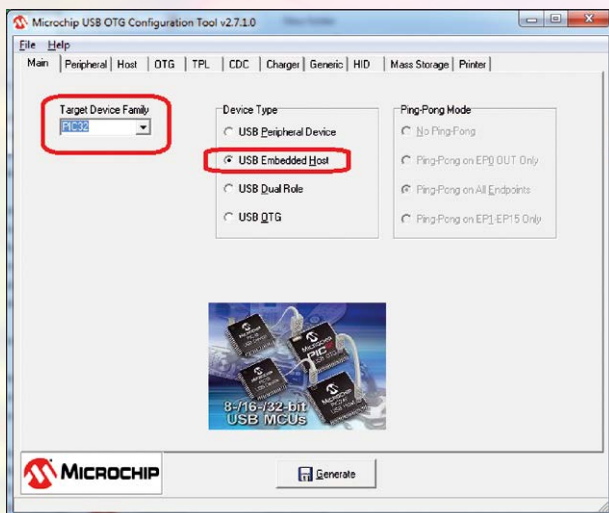 Microchip USB OTG Configuration Tool v2.7.1.0
File Help
Main Peripheral Host OTG TPL CDC Charger Generic HID Mass Storage Printer
Target Device Family
PIC32
Device Type
USB Peripheral Device
USB Embedded Host
USB Dual Role
USB OTG
Ping-Pong Mode
No Ping-Pong
Ping-Pong on EP0 OUT Only
Ping-Pong on All Endpoints
Ping-Pong on EP1-EP15 Only
8-/16-/32-bit
USB MCUs
MICROCHIP
Generate